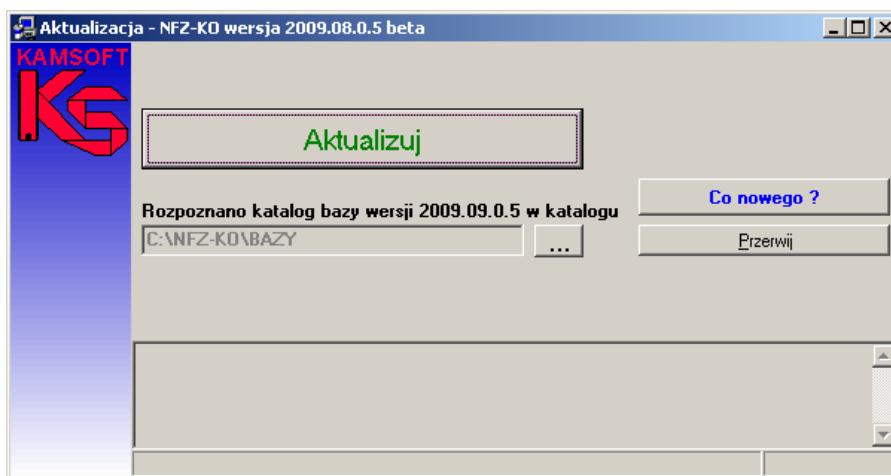 Aktualizacja - NFZ-KO wersja 2009.08.0.5 beta
KAMSOFT
KS
Aktualizuj
Co nowego ?
Rozpoznano katalog bazy wersji 2009.09.0.5 w katalogu
C:\NFZ-KO\BAZY
...
Przerwij